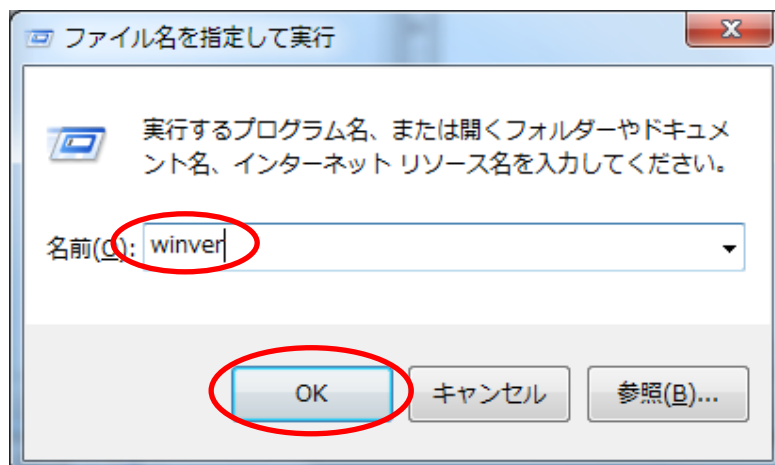 ファイル名を指定して実行
実行するプログラム名、または開くフォルダーやドキュメ
ント名、インターネット リソース名を入力してください。
名前(O): winver
OK キャンセル 参照(B)...